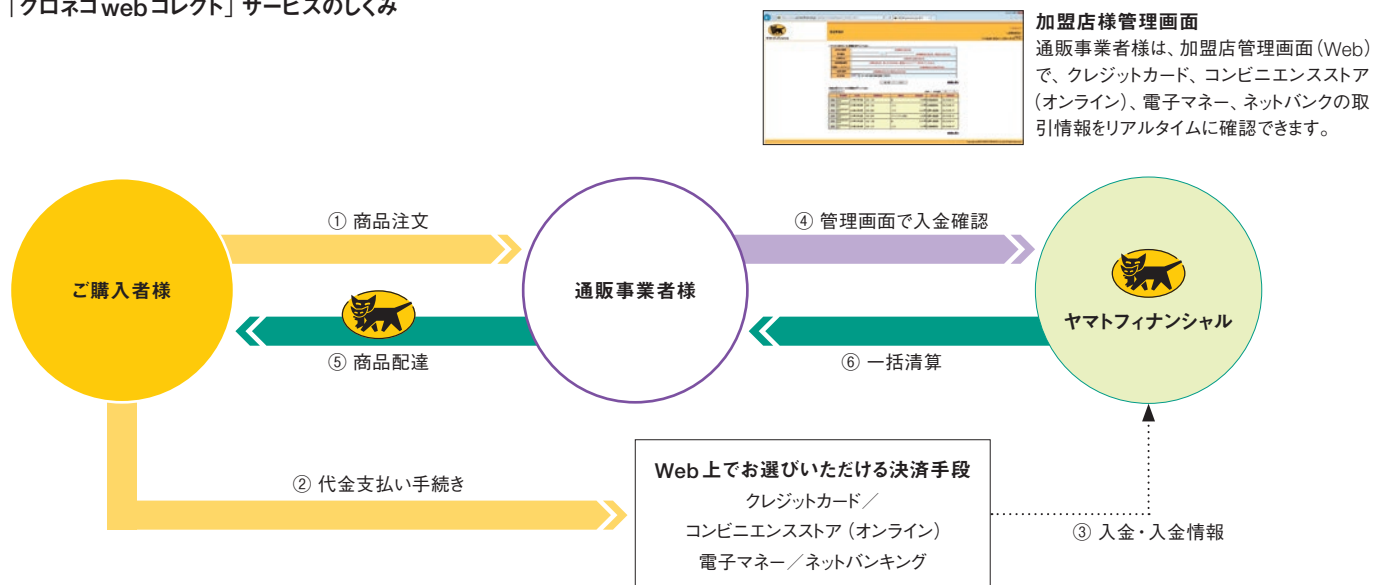 「クロネコwebコレクト」サービスのしくみ
加盟店様管理画面
通販事業者様は、加盟店管理画面（Web）
で、クレジットカード、コンビニエンスストア
（オンライン）、電子マネー、ネットバンクの取
引情報をリアルタイムに確認できます。
① 商品注文
④ 管理画面で入金確認
ご購入者様
通販事業者様
ヤマトフィナンシャル
⑤ 商品配達
⑥ 一括清算
② 代金支払い手続き
Web上でお選びいただける決済手段
クレジットカード／
コンビニエンスストア（オンライン）
電子マネー／ネットバンキング
③ 入金・入金情報